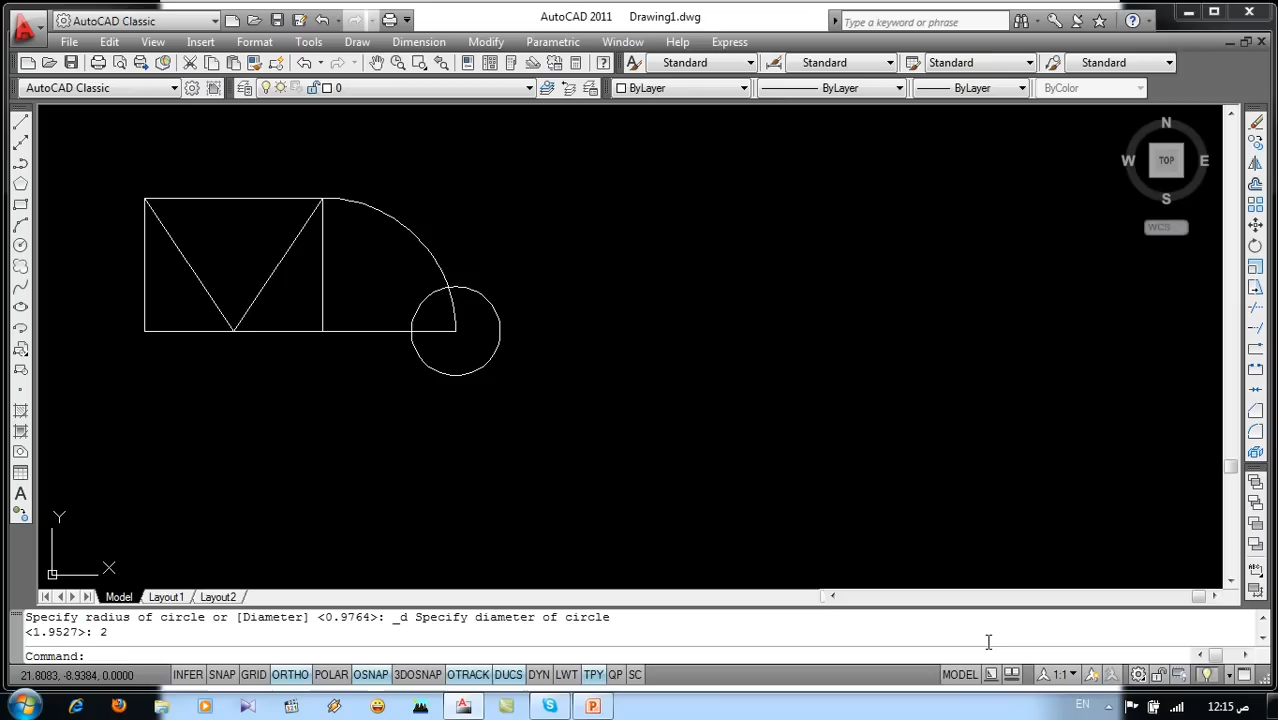 AutoCAD Classic
AutoCAD 2011 Drawing1.dwg
Type a keyword or phrase
File Edit View Insert Format Tools Draw Dimension Modify Parametric Window Help Express
Standard Standard Standard Standard
AutoCAD Classic 0 ByLayer ByLayer ByLayer ByColor
N
W TOP E
S
WCS
A
Y
X
Model Layout1 Layout2
Specify radius of circle or [Diameter] <0.9764>: _d Specify diameter of circle
<1.9527>: 2
Command:
21.8083, -8.9384, 0.0000 INFER SNAP GRID ORTHO POLAR OSNAP 3DOSNAP OTRACK DUCS DYN LWT TPY QP SC MODEL 1:1
EN 12:15 ص